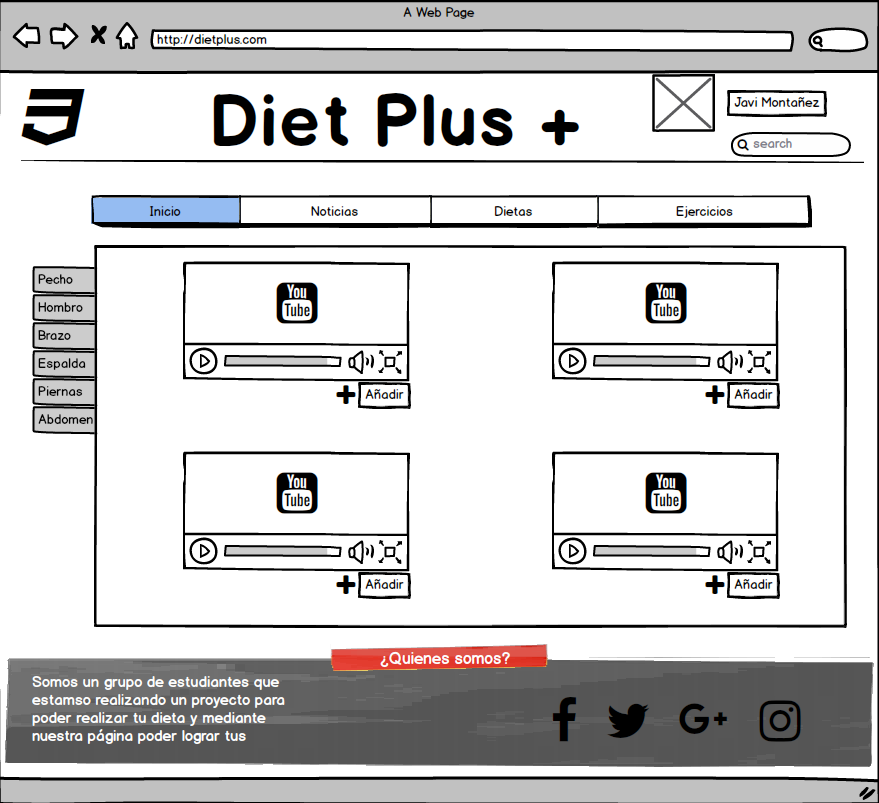 A Web Page
http://dietplus.com
Diet Plus +
Javi Montañez
search
Inicio
Noticias
Dietas
Ejercicios
Pecho
Hombro
Brazo
Espalda
Piernas
Abdomen
You
Tube
You
Tube
Añadir
Añadir
You
Tube
You
Tube
Añadir
Añadir
¿Quienes somos?
Somos un grupo de estudiantes que
estamso realizando un proyecto para
poder realizar tu dieta y mediante
nuestra página poder lograr tus
G+